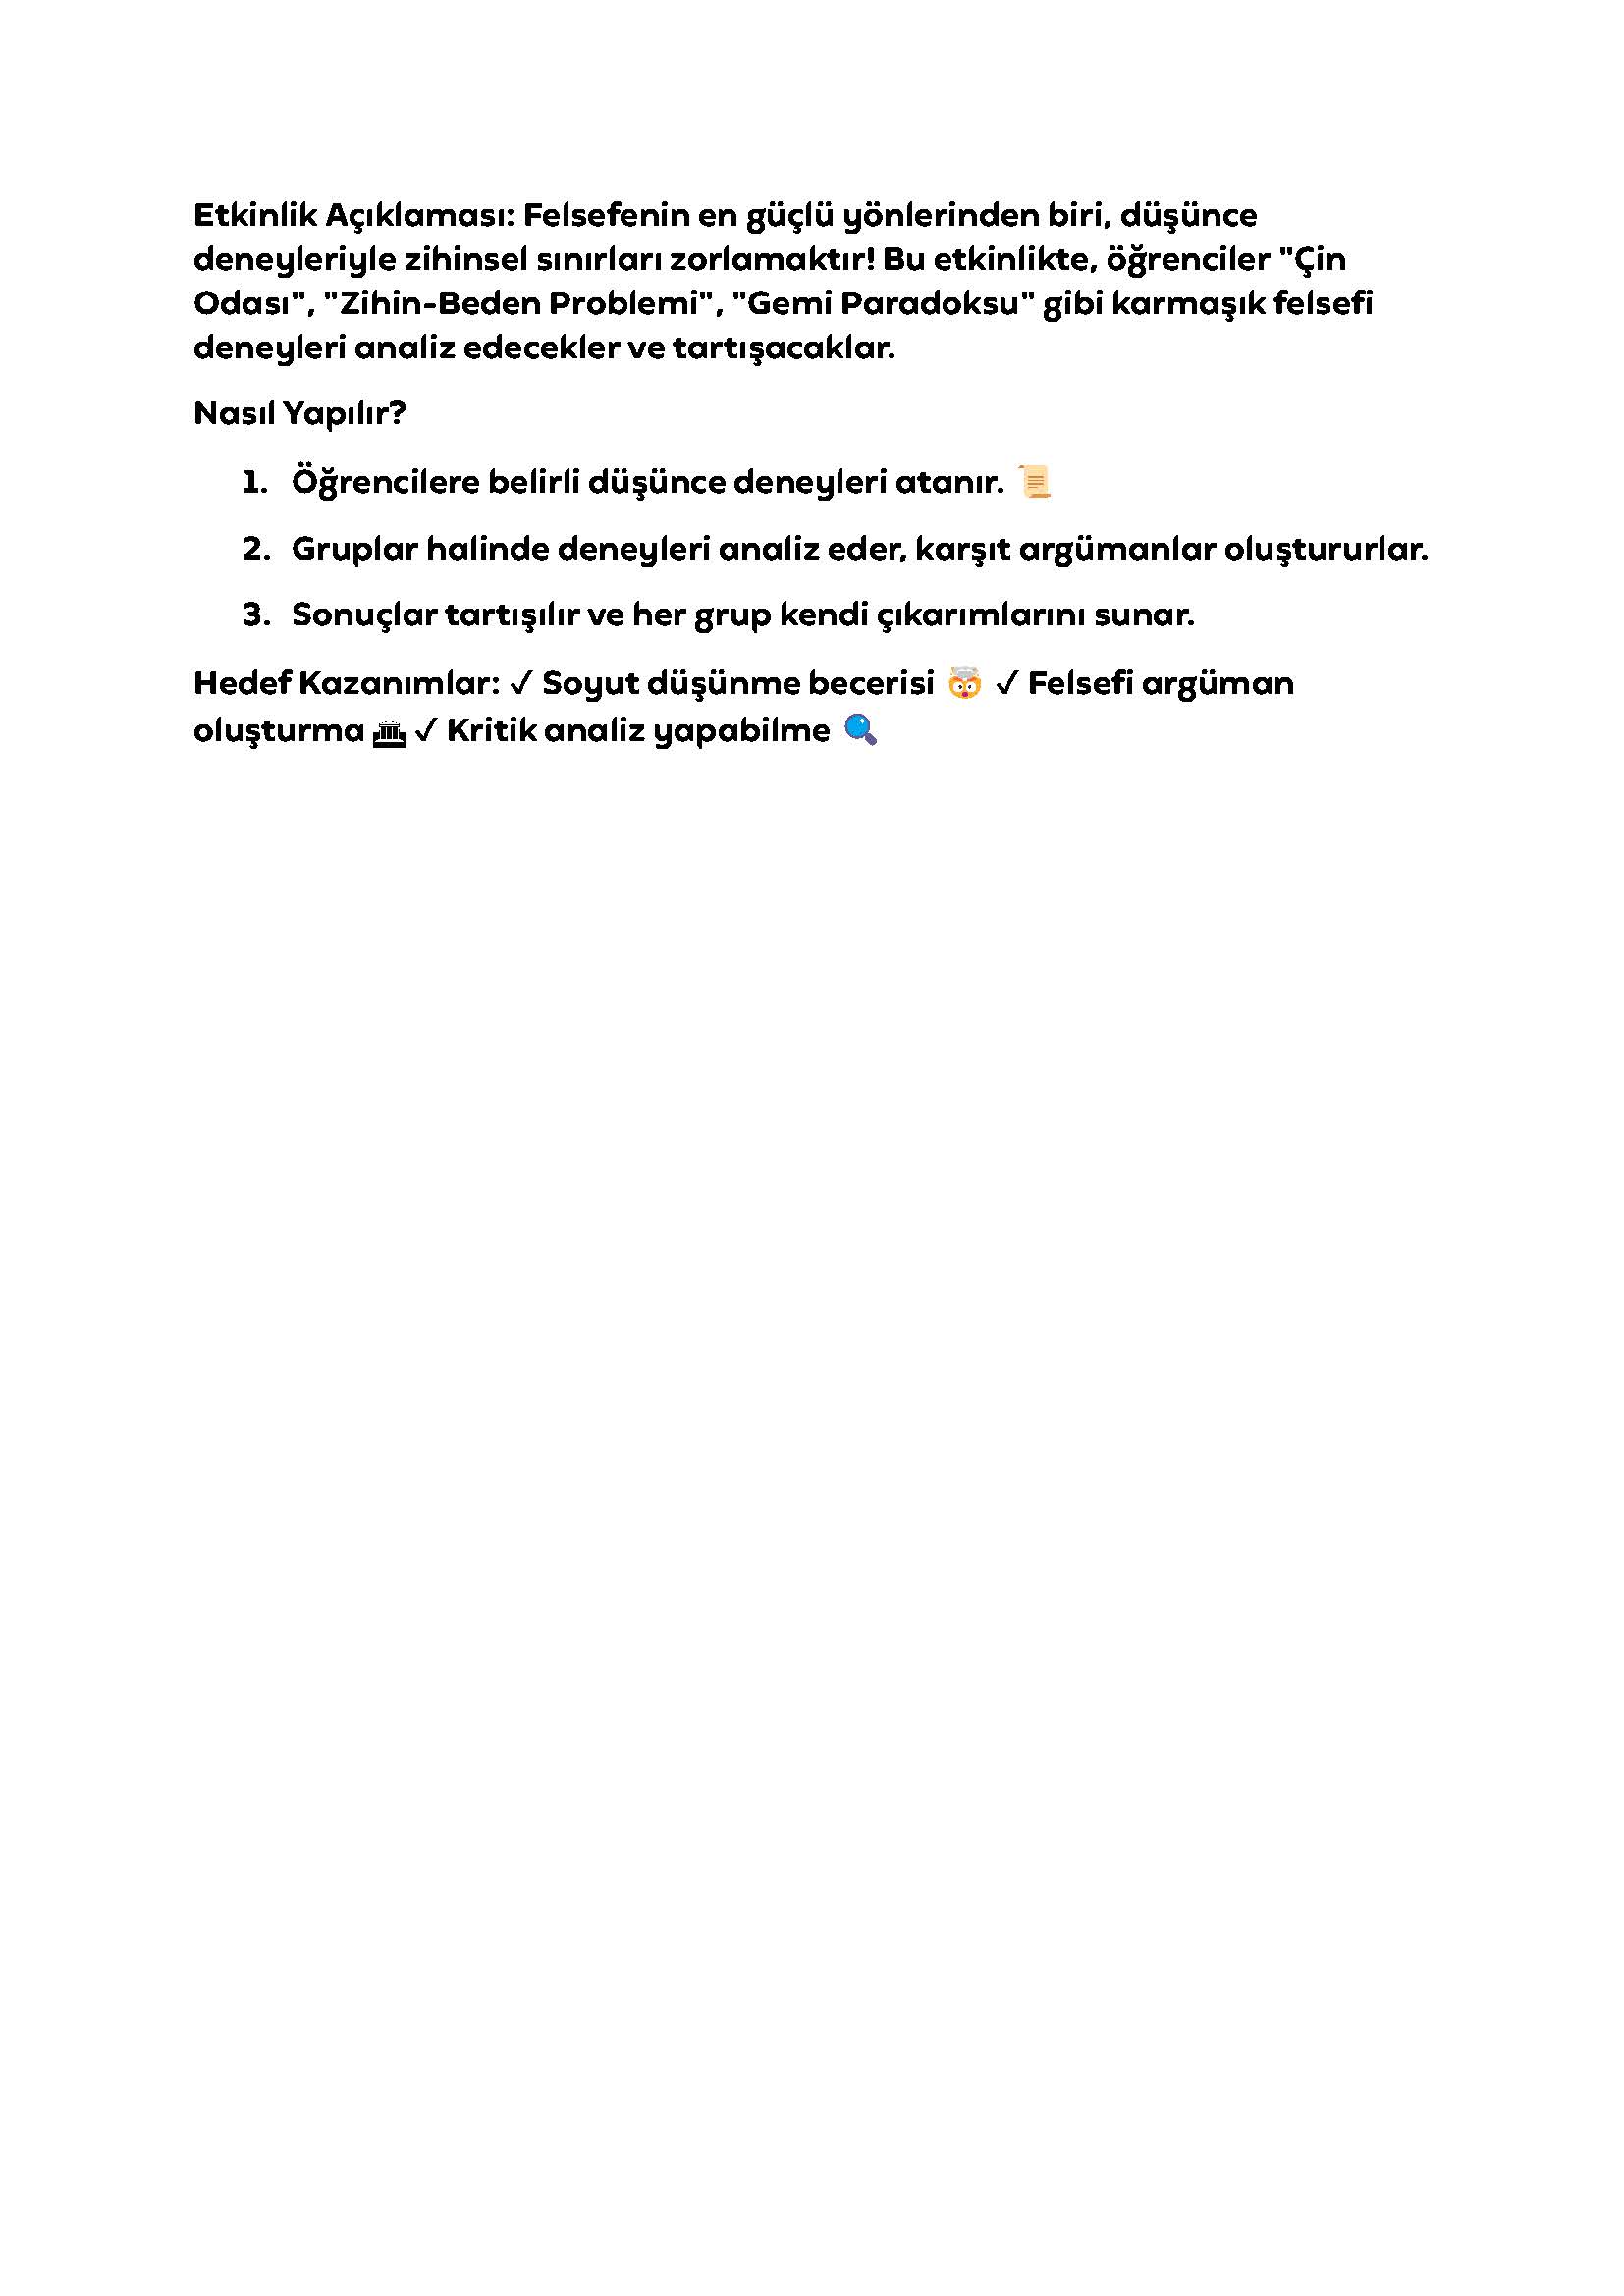 Etkinlik Açıklaması: Felsefenin en güçlü yönlerinden biri, düşünce
deneyleriyle zihinsel sınırları zorlamaktır! Bu etkinlikte, öğrenciler "Çin
Odası", "Zihin-Beden Problemi", "Gemi Paradoksu" gibi karmaşık felsefi
deneyleri analiz edecekler ve tartışacaklar.
Nasıl Yapılır?
1. Öğrencilere belirli düşünce deneyleri atanır. 📜
2. Gruplar halinde deneyleri analiz eder, karşıt argümanlar oluştururlar.
3. Sonuçlar tartışılır ve her grup kendi çıkarımlarını sunar.
Hedef Kazanımlar: ✓ Soyut düşünme becerisi 🤯 ✓ Felsefi argüman
oluşturma 🏛 ✓ Kritik analiz yapabilme 🔍